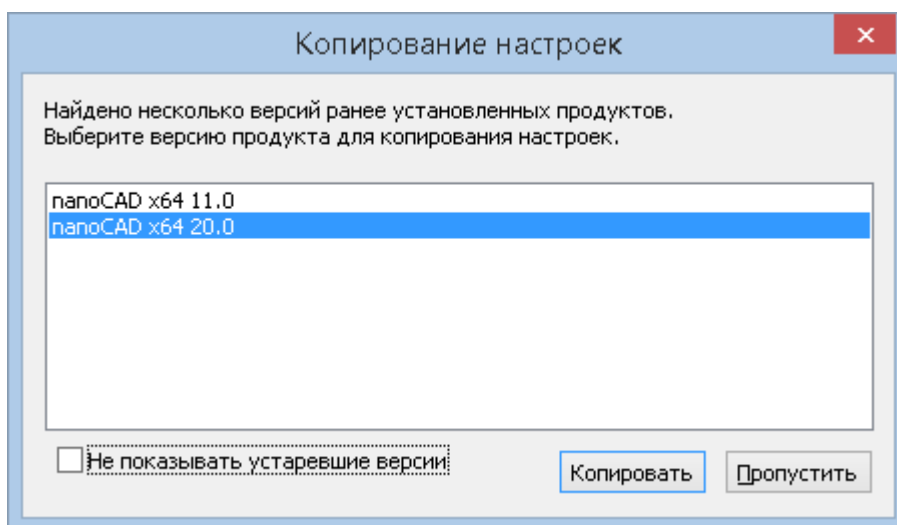 Копирование настроек
Найдено несколько версий ранее установленных продуктов.
Выберите версию продукта для копирования настроек.
nanoCAD x64 11.0
nanoCAD x64 20.0
Не показывать устаревшие версии
Копировать
Пропустить